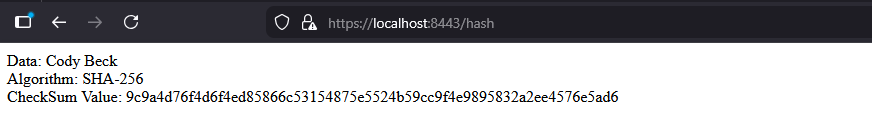 https://localhost:8443/hash
Data: Cody Beck
Algorithm: SHA-256
CheckSum Value: 9c9a4d76f4d6f4ed85866c53154875e5524b59cc9f4e9895832a2ee4576e5ad6